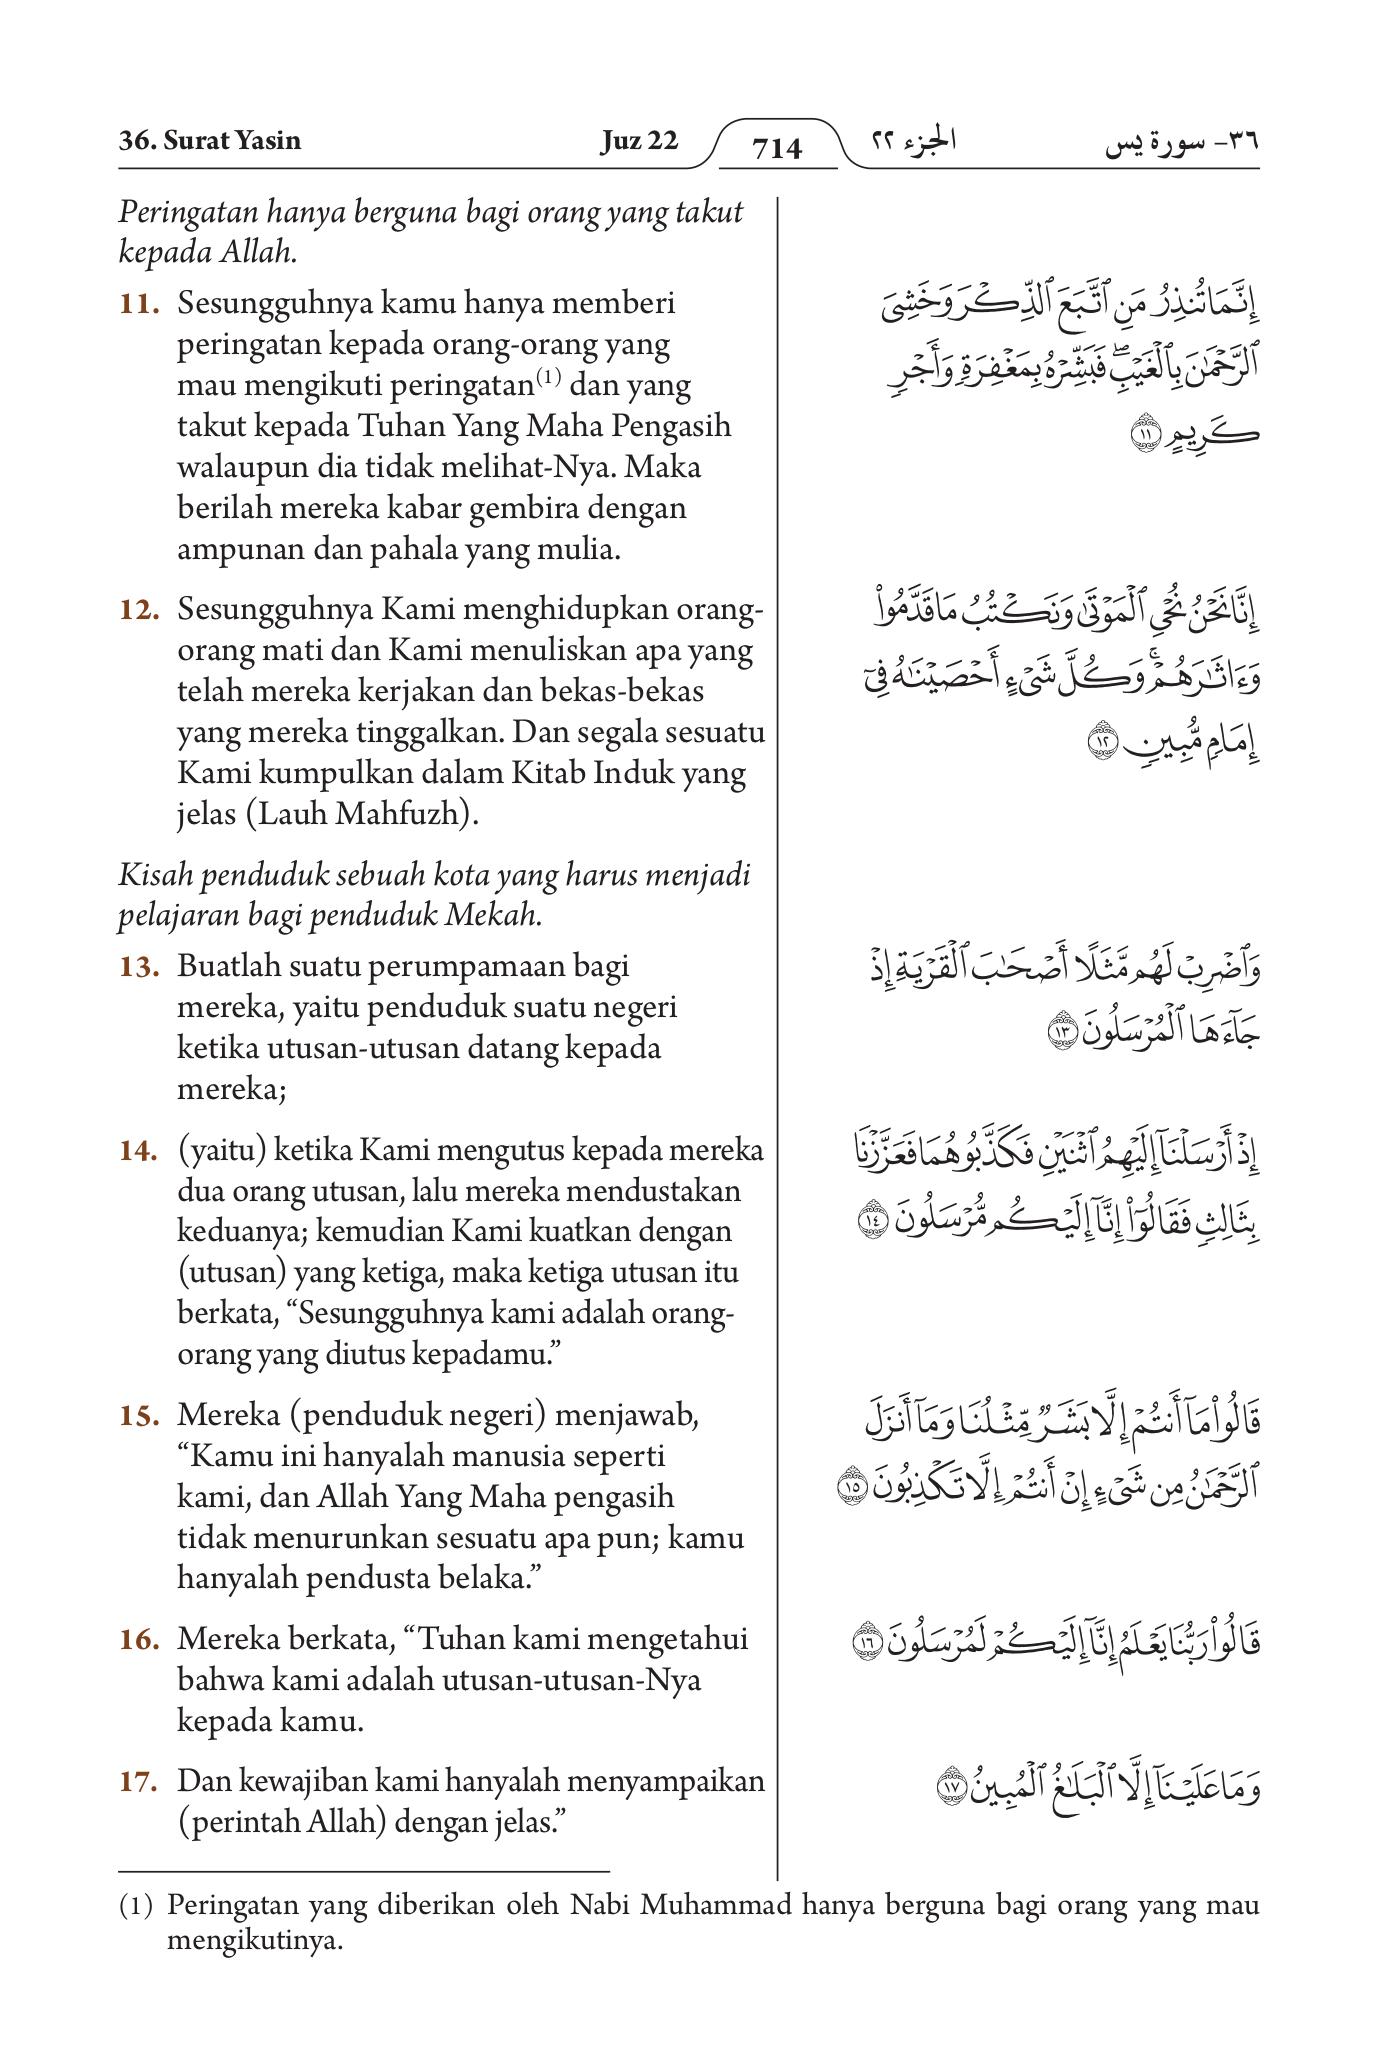 36. Surat Yasin
Juz 22
714
الجزء ٢٢
٣٦- سورة يس
Peringatan hanya berguna bagi orang yang takut
kepada Allah.
11. Sesungguhnya kamu hanya memberi
peringatan kepada orang-orang yang
mau mengikuti peringatan(1) dan yang
takut kepada Tuhan Yang Maha Pengasih
walaupun dia tidak melihat-Nya. Maka
berilah mereka kabar gembira dengan
ampunan dan pahala yang mulia.
12. Sesungguhnya Kami menghidupkan orang-
orang mati dan Kami menuliskan apa yang
telah mereka kerjakan dan bekas-bekas
yang mereka tinggalkan. Dan segala sesuatu
Kami kumpulkan dalam Kitab Induk yang
jelas (Lauh Mahfuzh).
Kisah penduduk sebuah kota yang harus menjadi
pelajaran bagi penduduk Mekah.
13. Buatlah suatu perumpamaan bagi
mereka, yaitu penduduk suatu negeri
ketika utusan-utusan datang kepada
mereka;
14. (yaitu) ketika Kami mengutus kepada mereka
dua orang utusan, lalu mereka mendustakan
keduanya; kemudian Kami kuatkan dengan
(utusan) yang ketiga, maka ketiga utusan itu
berkata, “Sesungguhnya kami adalah orang-
orang yang diutus kepadamu.”
15. Mereka (penduduk negeri) menjawab,
“Kamu ini hanyalah manusia seperti
kami, dan Allah Yang Maha pengasih
tidak menurunkan sesuatu apa pun; kamu
hanyalah pendusta belaka.”
16. Mereka berkata, “Tuhan kami mengetahui
bahwa kami adalah utusan-utusan-Nya
kepada kamu.
17. Dan kewajiban kami hanyalah menyampaikan
(perintah Allah) dengan jelas.”
إِنَّمَا تُنذِرُ مَنِ ٱتَّبَعَ ٱلذِّكْرَ وَخَشِىَ
ٱلرَّحْمَٰنَ بِٱلْغَيْبِ ۖ فَبَشِّرْهُ بِمَغْفِرَةٍ وَأَجْرٍ
كَرِيمٍ ١١
إِنَّا نَحْنُ نُحْىِ ٱلْمَوْتَىٰ وَنَكْتُبُ مَا قَدَّمُوا۟
وَءَاثَٰرَهُمْ ۚ وَكُلَّ شَىْءٍ أَحْصَيْنَٰهُ فِىٓ
إِمَامٍ مُّبِينٍ ١٢
وَٱضْرِبْ لَهُم مَّثَلًا أَصْحَٰبَ ٱلْقَرْيَةِ إِذْ
جَآءَهَا ٱلْمُرْسَلُونَ ١٣
إِذْ أَرْسَلْنَآ إِلَيْهِمُ ٱثْنَيْنِ فَكَذَّبُوهُمَا فَعَزَّزْنَا
بِثَالِثٍ فَقَالُوٓا۟ إِنَّآ إِلَيْكُم مُّرْسَلُونَ ١٤
قَالُوا۟ مَآ أَنتُمْ إِلَّا بَشَرٌ مِّثْلُنَا وَمَآ أَنزَلَ
ٱلرَّحْمَٰنُ مِن شَىْءٍ إِنْ أَنتُمْ إِلَّا تَكْذِبُونَ ١٥
قَالُوا۟ رَبُّنَا يَعْلَمُ إِنَّآ إِلَيْكُمْ لَمُرْسَلُونَ ١٦
وَمَا عَلَيْنَآ إِلَّا ٱلْبَلَٰغُ ٱلْمُبِينُ ١٧
(1) Peringatan yang diberikan oleh Nabi Muhammad hanya berguna bagi orang yang mau
mengikutinya.